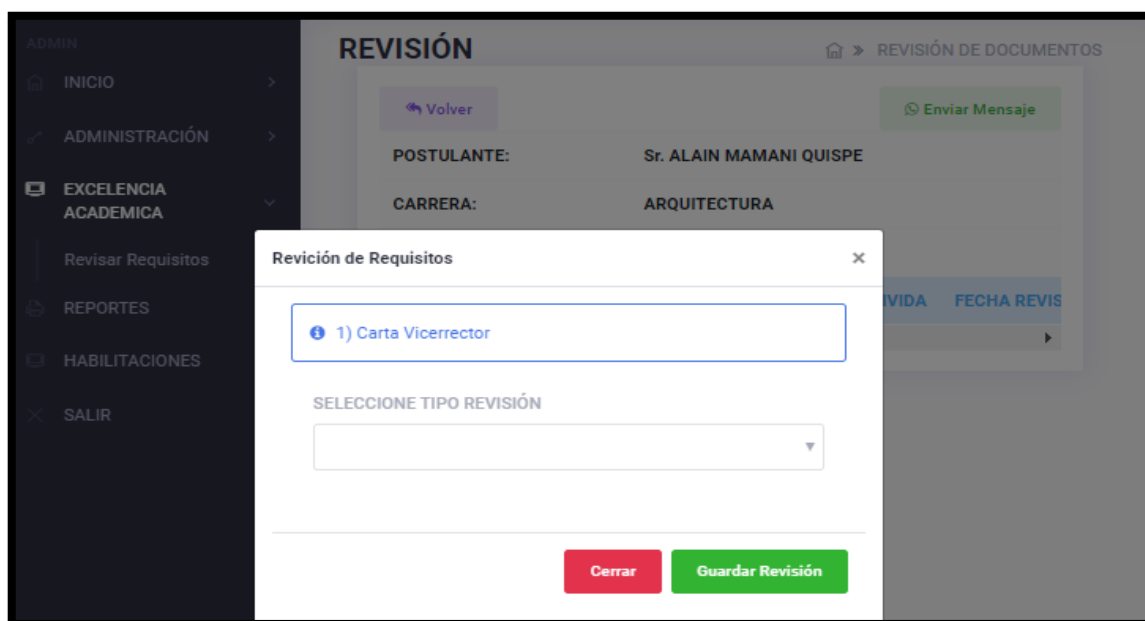 ADMIN
INICIO
ADMINISTRACIÓN
EXCELENCIA
ACADEMICA
Revisar Requisitos
REPORTES
HABILITACIONES
SALIR
REVISIÓN
REVISIÓN DE DOCUMENTOS
Volver
Enviar Mensaje
POSTULANTE: Sr. ALAIN MAMANI QUISPE
CARRERA: ARQUITECTURA
IVIDA FECHA REVIS
Revición de Requisitos
1) Carta Vicerrector
SELECCIONE TIPO REVISIÓN
Cerrar
Guardar Revisión